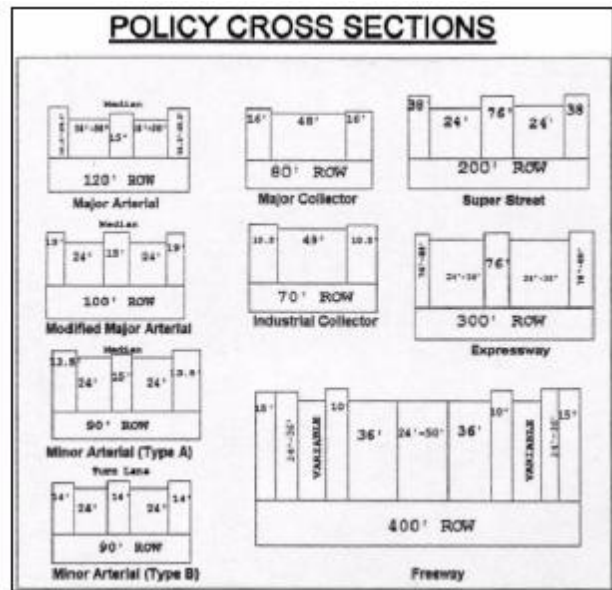 POLICY CROSS SECTIONS
Median
15'
120' ROW
Major Arterial
16' 48' 16'
80' ROW
Major Collector
38 24' 76' 24' 38
200' ROW
Super Street
Median
19' 24' 15' 24' 19'
100' ROW
Modified Major Arterial
10.5' 49' 10.5'
70' ROW
Industrial Collector
76'
300' ROW
Expressway
Median
13.5' 24' 15' 24' 13.5'
90' ROW
Minor Arterial (Type A)
Turn Lane
14' 24' 14' 24' 14'
90' ROW
Minor Arterial (Type B)
15' 24'-36' VARIABLE 10' 36' 24'-50' 36' 10' VARIABLE 24'-36' 15'
400' ROW
Freeway